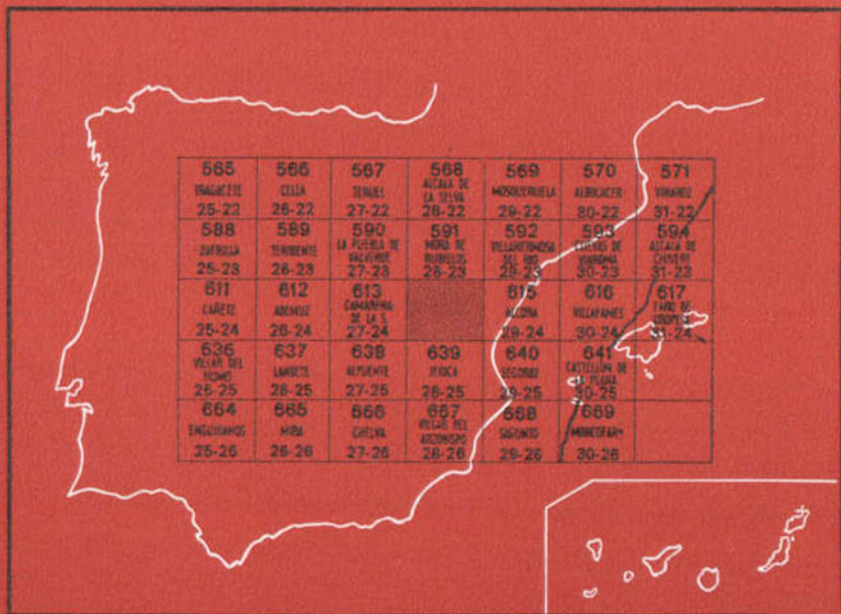 565 566 567 568 569 570 571
TRAGACETE CELLA TERUEL ALCALA DE LA SELVA MOSQUERUELA ALBOCACER VINAROZ
25-22 26-22 27-22 28-22 29-22 30-22 31-22
588 589 590 591 592 593 594
ZAFRILLA TERRIENTE LA PUEBLA DE VALVERDE MORA DE RUBIELOS VILLAHERMOSA DEL RIO CUEVAS DE VINROMA ALCALA DE CHIVERT
25-23 26-23 27-23 28-23 29-23 30-23 31-23
611 612 613 615 616 617
CAÑETE ADEMUZ CAMARENA DE LA S. ALCORA VILLAFAMES FARO DE OROPESA
25-24 26-24 27-24 29-24 30-24 31-24
636 637 638 639 640 641
VILLAR DEL HUMO LANDETE ALPUENTE JERICA SEGORBE CASTELLON DE LA PLANA
25-25 26-25 27-25 28-25 29-25 30-25
664 665 666 667 668 669
ENGUIDANOS MIRA CHELVA VILLAR DEL ARZOBISPO SAGUNTO MONCOFAR
25-26 26-26 27-26 28-26 29-26 30-26